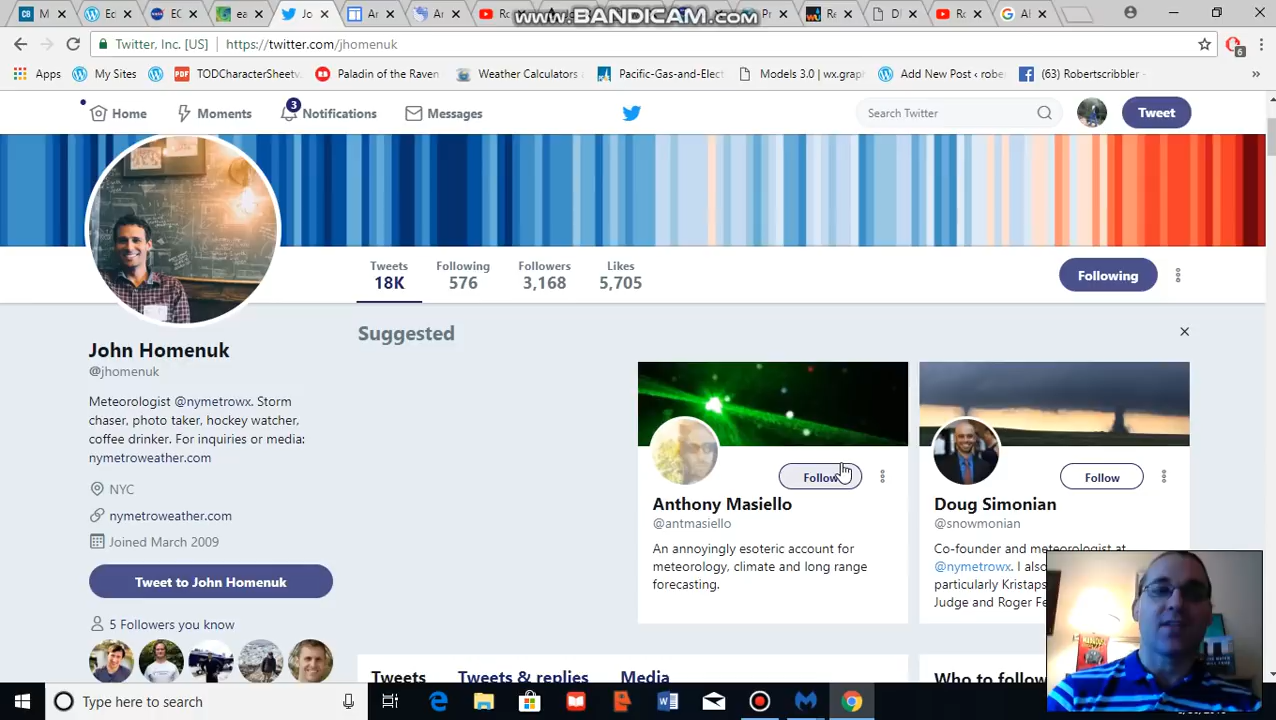 www.BANDICAM.com
Twitter, Inc. [US]
https://twitter.com/jhomenuk
6
Apps
My Sites
TODCharacterSheet
Paladin of the Raven
Weather Calculators
Pacific-Gas-and-Ele
Models 3.0 | wx.grap
Add New Post ‹ robe
(63) Robertscribbler
Home
Moments
3
Notifications
Messages
Search Twitter
Tweet
Tweets
18K
Following
576
Followers
3,168
Likes
5,705
Following
John Homenuk
@jhomenuk
Meteorologist @nymetrowx. Storm
chaser, photo taker, hockey watcher,
coffee drinker. For inquiries or media:
nymetroweather.com
NYC
nymetroweather.com
Joined March 2009
Tweet to John Homenuk
5 Followers you know
Suggested
Follow
Anthony Masiello
@antmasiello
An annoyingly esoteric account for
meteorology, climate and long range
forecasting.
Follow
Doug Simonian
@snowmonian
Co-founder and meteorologist at
@nymetrowx. I also
particularly Kristaps
Judge and Roger Fe
Tweets
Tweets & replies
Media
Who to follow
Type here to search